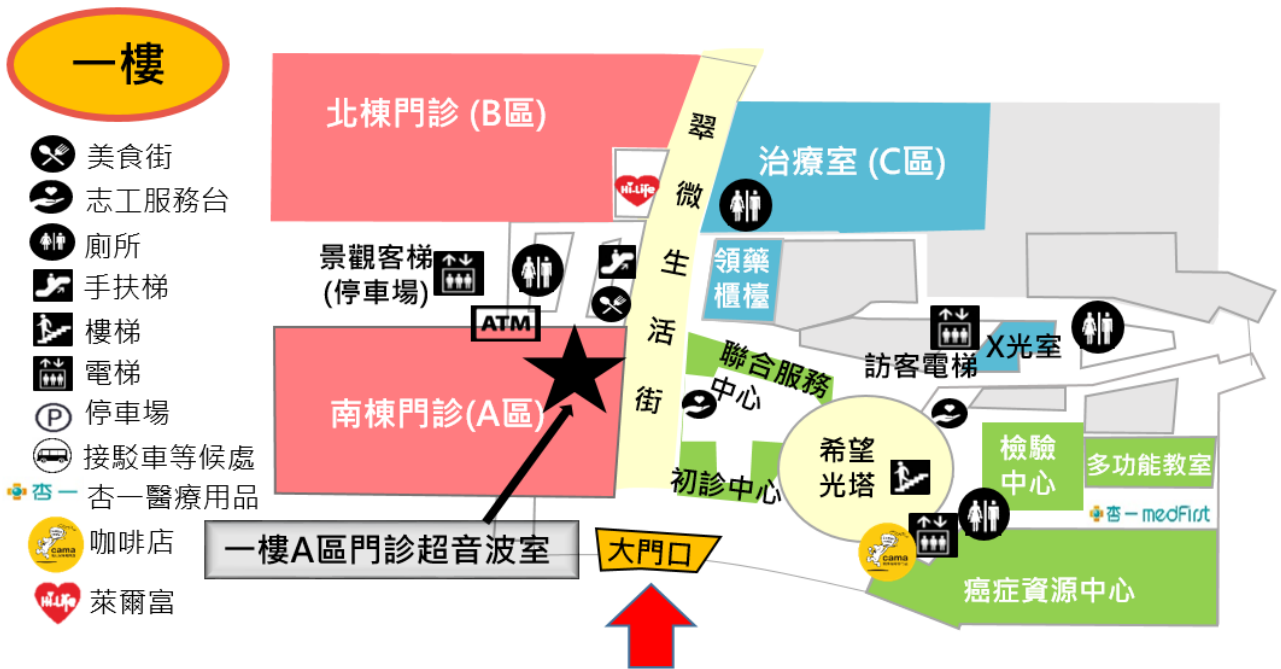 一樓
美食街
志工服務台
廁所
手扶梯
樓梯
電梯
P
停車場
接駁車等候處
杏一
杏一醫療用品
cama
咖啡店
Hi-Life
萊爾富
北棟門診 (B區)
Hi-Life
翠微生活街
治療室 (C區)
景觀客梯
(停車場)
ATM
領藥
櫃檯
南棟門診(A區)
聯合服務
中心
訪客電梯
X光室
初診中心
希望
光塔
檢驗
中心
多功能教室
杏一 medFirst
cama
癌症資源中心
一樓A區門診超音波室
大門口